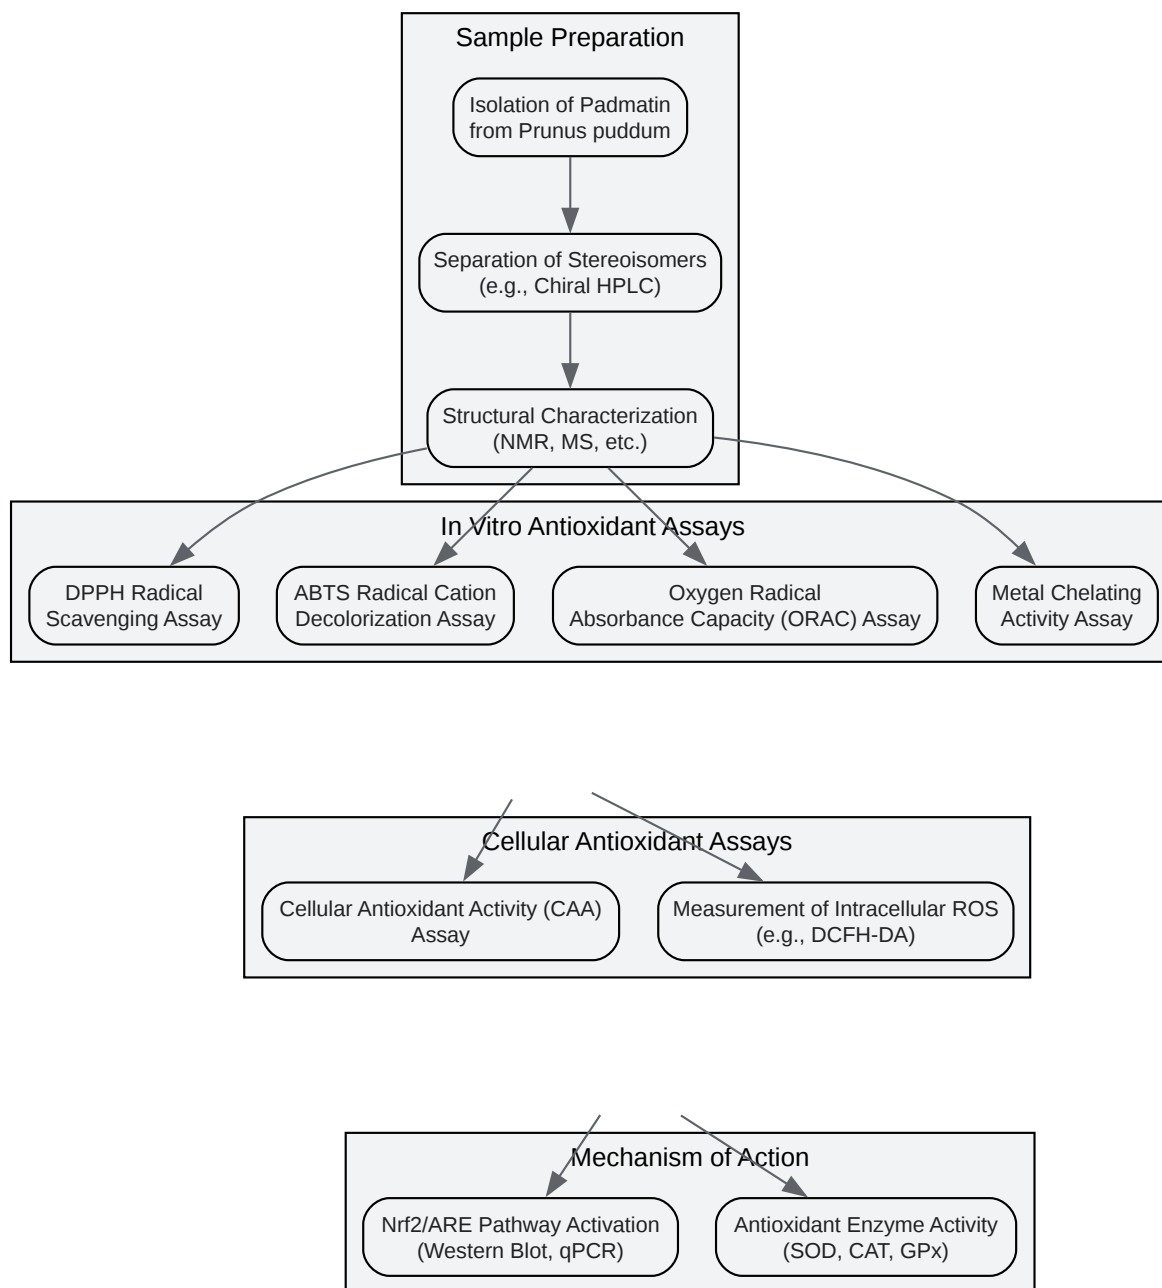 Sample Preparation
Isolation of Padmatin
from Prunus puddum
Separation of Stereoisomers
(e.g., Chiral HPLC)
Structural Characterization
(NMR, MS, etc.)
In Vitro Antioxidant Assays
DPPH Radical
Scavenging Assay
ABTS Radical Cation
Decolorization Assay
Oxygen Radical
Absorbance Capacity (ORAC) Assay
Metal Chelating
Activity Assay
Cellular Antioxidant Assays
Cellular Antioxidant Activity (CAA)
Assay
Measurement of Intracellular ROS
(e.g., DCFH-DA)
Mechanism of Action
Nrf2/ARE Pathway Activation
(Western Blot, qPCR)
Antioxidant Enzyme Activity
(SOD, CAT, GPx)